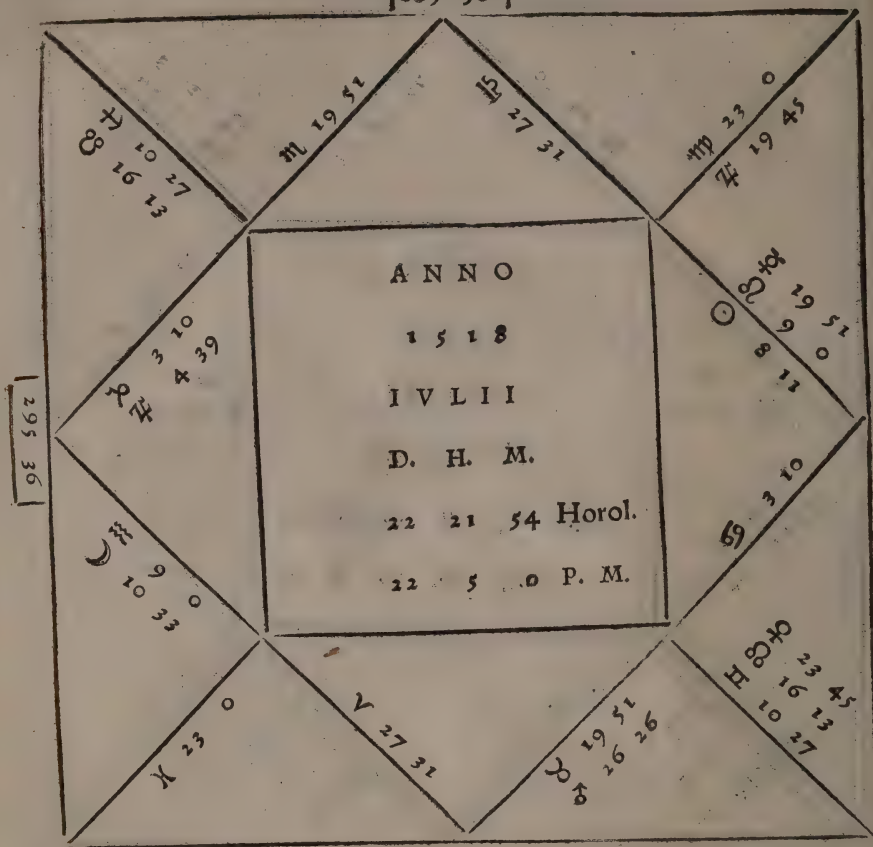 ♏ 19 51
♎ 27 31
♍ 23 0
♃ 19 45
♐ 10 27
☋ 16 13
☿ 19 51
♌ 9 0
☉ 8 11
♑ 3 10
♃ 4 39
ANNO
1518
IVLII
D. H. M.
22 21 54 Horol.
22 5 0 P. M.
295 36
♒ 9 0
☽ 10 33
♋ 3 10
♀ 23 45
☊ 16 13
♊ 10 27
♓ 23 0
♈ 27 31
♉ 19 51
♂ 26 26